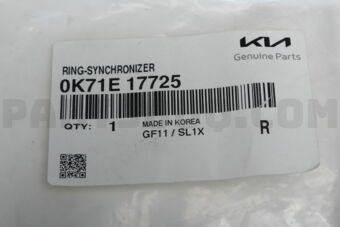 RING-SYNCHRONIZER
0K71E 17725
KIA
Genuine Parts
QTY: 1
MADE IN KOREA
GF11 / SL1X
R